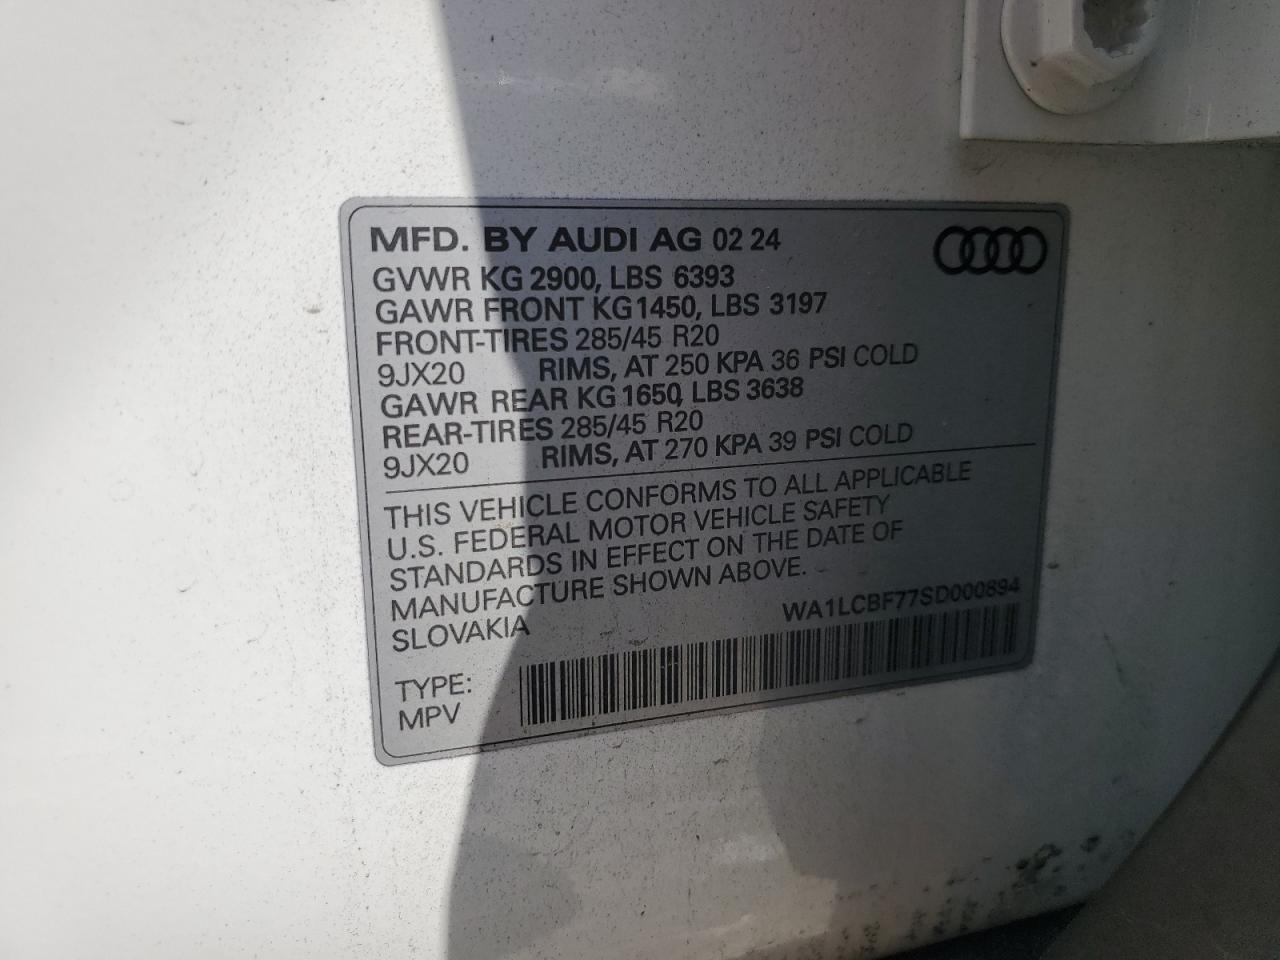 MFD. BY AUDI AG 02 24
GVWR KG 2900, LBS 6393
GAWR FRONT KG1450, LBS 3197
FRONT-TIRES 285/45 R20
9JX20 RIMS, AT 250 KPA 36 PSI COLD
GAWR REAR KG 1650, LBS 3638
REAR-TIRES 285/45 R20
9JX20 RIMS, AT 270 KPA 39 PSI COLD
THIS VEHICLE CONFORMS TO ALL APPLICABLE
U.S. FEDERAL MOTOR VEHICLE SAFETY
STANDARDS IN EFFECT ON THE DATE OF
MANUFACTURE SHOWN ABOVE.
SLOVAKIA WA1LCBF77SD000894
TYPE:
MPV